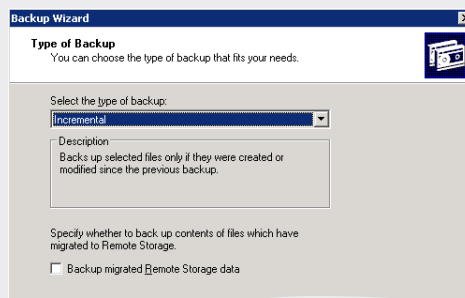 Backup Wizard
Type of Backup
You can choose the type of backup that fits your needs.
Select the type of backup:
Incremental
Description
Backs up selected files only if they were created or
modified since the previous backup.
Specify whether to back up contents of files which have
migrated to Remote Storage.
Backup migrated Remote Storage data